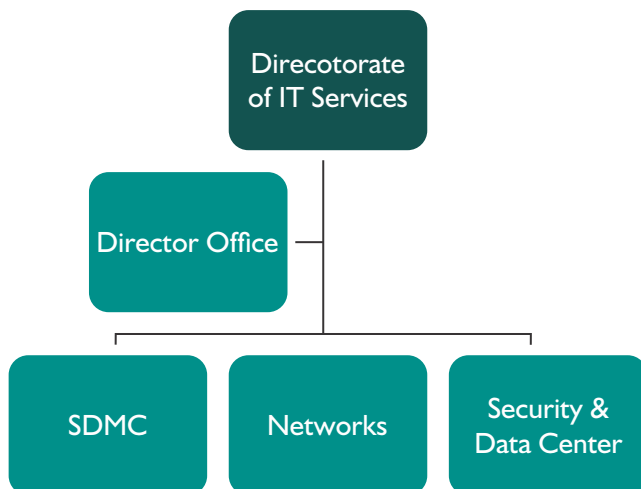 Direcotorate
of IT Services
Director Office
SDMC
Networks
Security &
Data Center